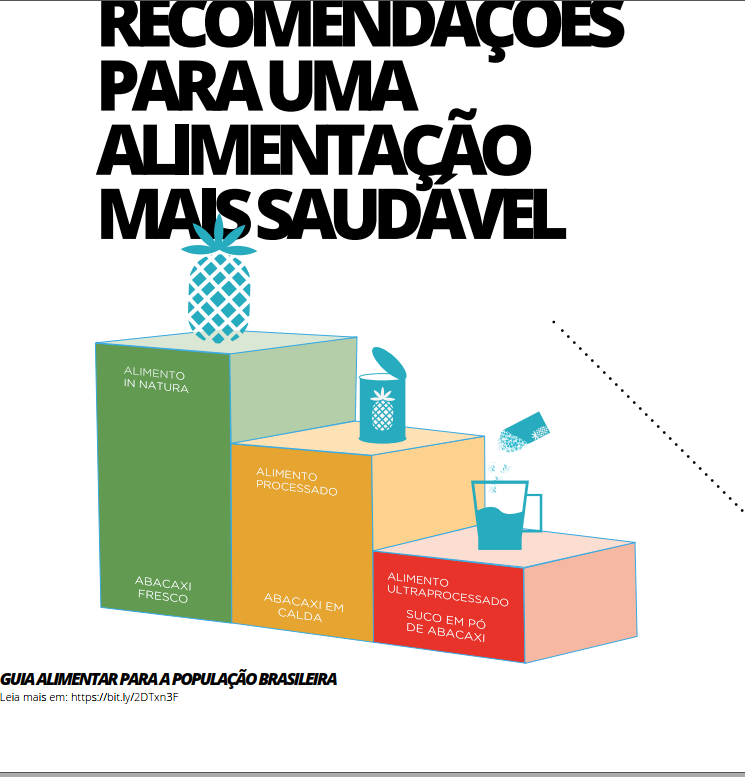 RECOMENDAÇÕES
PARA UMA
ALIMENTAÇÃO
MAIS SAUDÁVEL
ALIMENTO
IN NATURA
ALIMENTO
PROCESSADO
ALIMENTO
ULTRAPROCESSADO
ABACAXI
FRESCO
ABACAXI EM
CALDA
SUCO EM PÓ
DE ABACAXI
GUIA ALIMENTAR PARA A POPULAÇÃO BRASILEIRA
Leia mais em: https://bit.ly/2DTxn3F